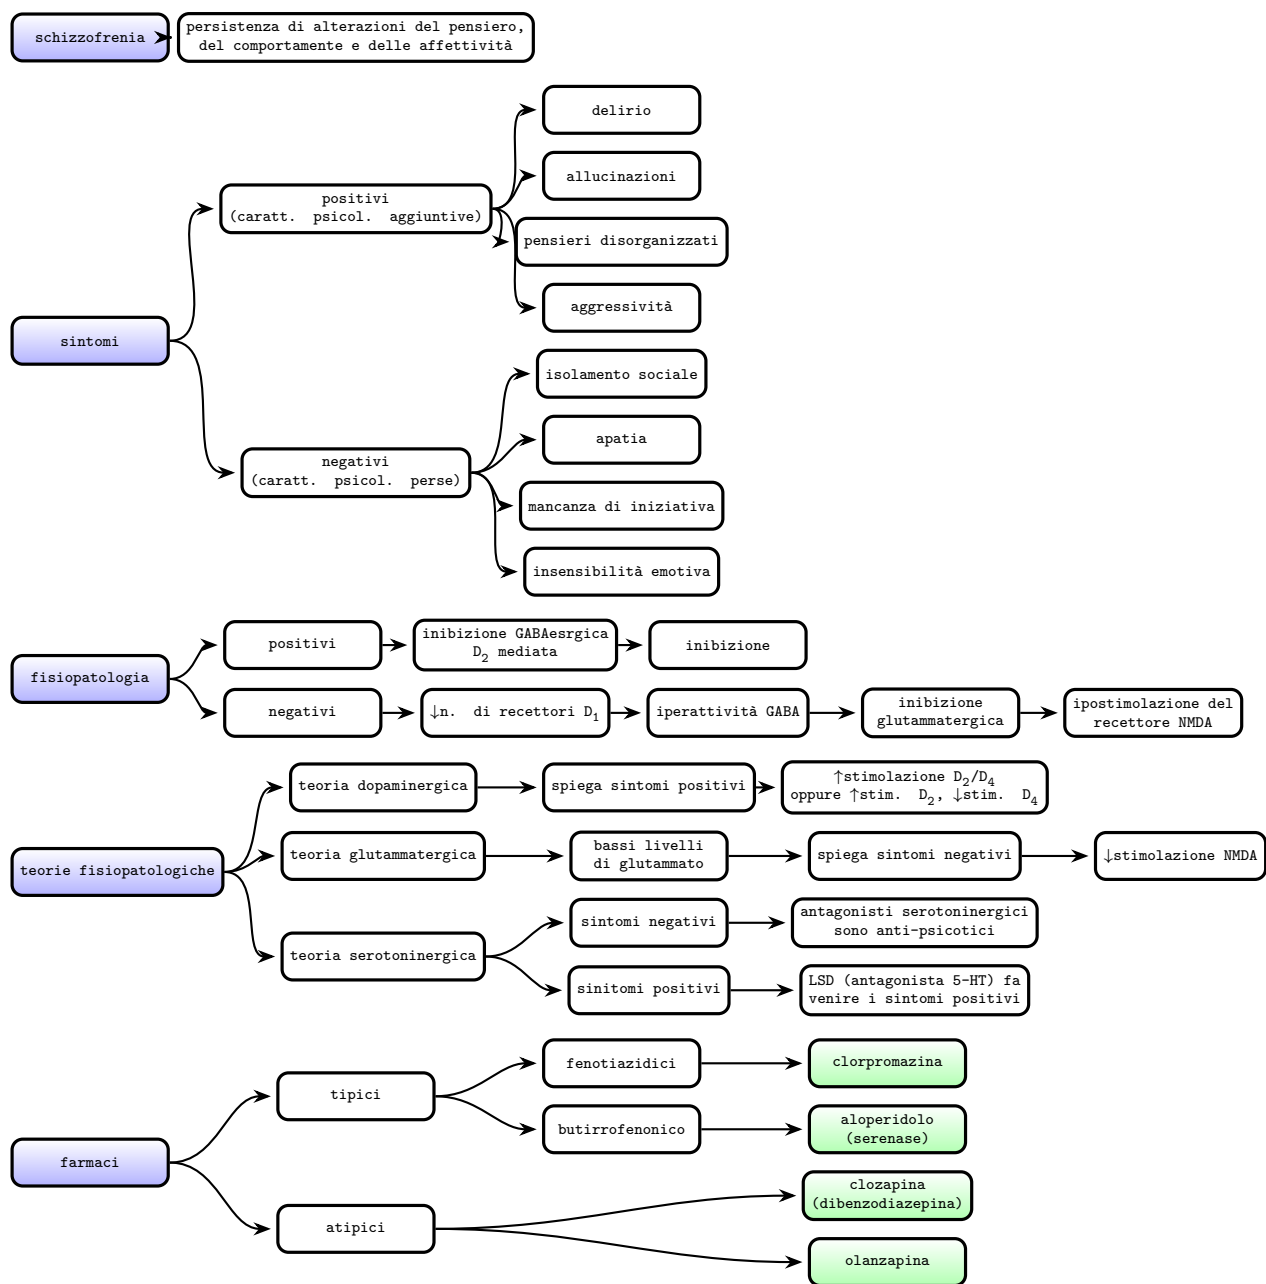 schizzofrenia
persistenza di alterazioni del pensiero,
del comportamente e delle affettività
sintomi
positivi
(caratt. psicol. aggiuntive)
delirio
allucinazioni
pensieri disorganizzati
aggressività
negativi
(caratt. psicol. perse)
isolamento sociale
apatia
mancanza di iniziativa
insensibilità emotiva
fisiopatologia
positivi
inibizione GABAesrgica
D₂ mediata
inibizione
negativi
↓n. di recettori D₁
iperattività GABA
inibizione
glutammatergica
ipostimolazione del
recettore NMDA
teorie fisiopatologiche
teoria dopaminergica
spiega sintomi positivi
↑stimolazione D₂/D₄
oppure ↑stim. D₂, ↓stim. D₄
teoria glutammatergica
bassi livelli
di glutammato
spiega sintomi negativi
↓stimolazione NMDA
teoria serotoninergica
sintomi negativi
antagonisti serotoninergici
sono anti-psicotici
sinitomi positivi
LSD (antagonista 5-HT) fa
venire i sintomi positivi
farmaci
tipici
fenotiazidici
clorpromazina
butirrofenonico
aloperidolo
(serenase)
atipici
clozapina
(dibenzodiazepina)
olanzapina